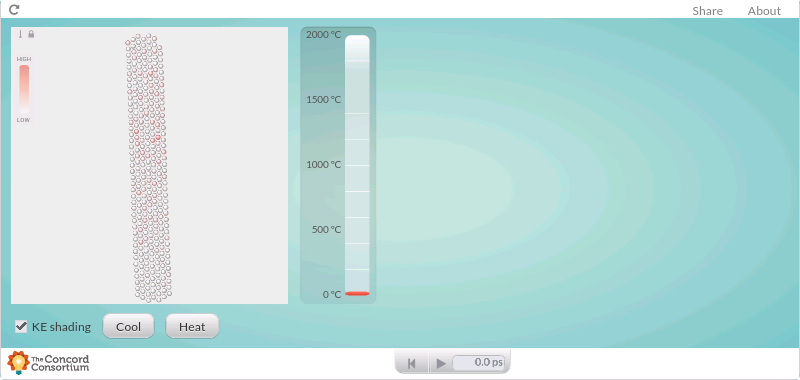 Share About
HIGH
LOW
2000 °C
1500 °C
1000 °C
500 °C
0 °C
KE shading Cool Heat
The Concord
Consortium
0.0 ps